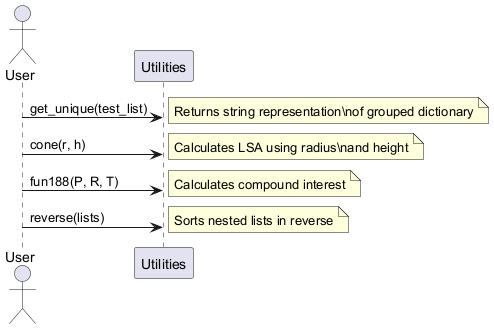 User
Utilities
get_unique(test_list)
Returns string representation\nof grouped dictionary
cone(r, h)
Calculates LSA using radius\nand height
fun188(P, R, T)
Calculates compound interest
reverse(lists)
Sorts nested lists in reverse
User
Utilities